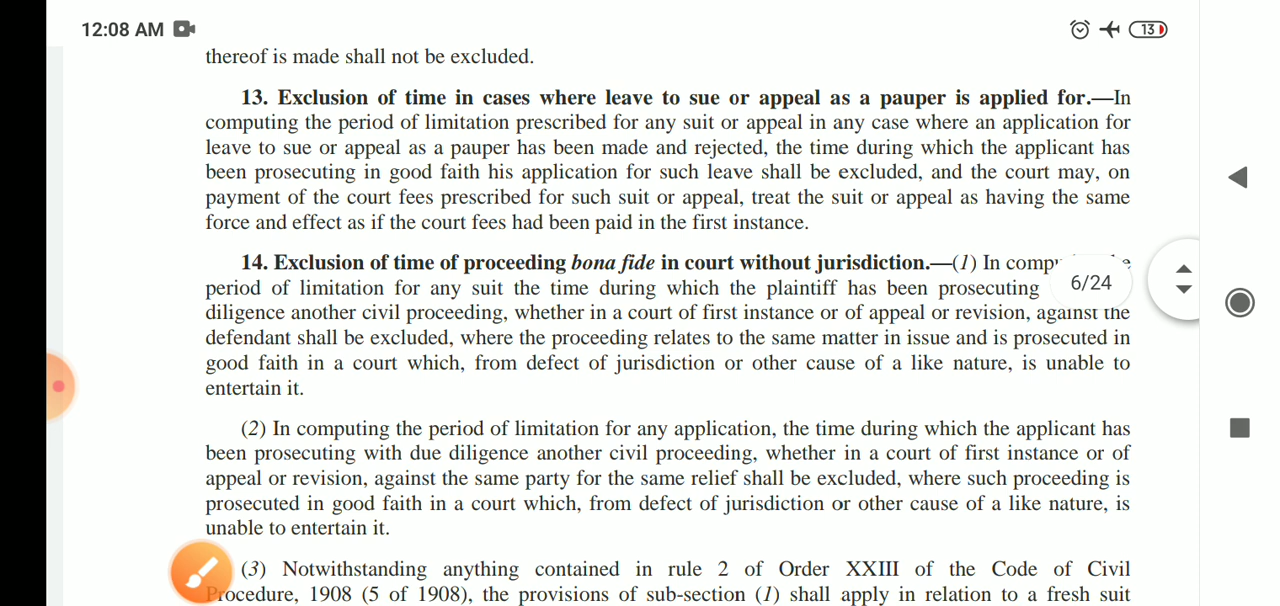 12:08 AM
13
thereof is made shall not be excluded.
13. Exclusion of time in cases where leave to sue or appeal as a pauper is applied for.—In
computing the period of limitation prescribed for any suit or appeal in any case where an application for
leave to sue or appeal as a pauper has been made and rejected, the time during which the applicant has
been prosecuting in good faith his application for such leave shall be excluded, and the court may, on
payment of the court fees prescribed for such suit or appeal, treat the suit or appeal as having the same
force and effect as if the court fees had been paid in the first instance.
14. Exclusion of time of proceeding bona fide in court without jurisdiction.—(1) In
6/24
period of limitation for any suit the time during which the plaintiff has been prosecuting
diligence another civil proceeding, whether in a court of first instance or of appeal or revision, against the
defendant shall be excluded, where the proceeding relates to the same matter in issue and is prosecuted in
good faith in a court which, from defect of jurisdiction or other cause of a like nature, is unable to
entertain it.
(2) In computing the period of limitation for any application, the time during which the applicant has
been prosecuting with due diligence another civil proceeding, whether in a court of first instance or of
appeal or revision, against the same party for the same relief shall be excluded, where such proceeding is
prosecuted in good faith in a court which, from defect of jurisdiction or other cause of a like nature, is
unable to entertain it.
(3) Notwithstanding anything contained in rule 2 of Order XXIII of the Code of Civil
Procedure, 1908 (5 of 1908), the provisions of sub-section (1) shall apply in relation to a fresh suit